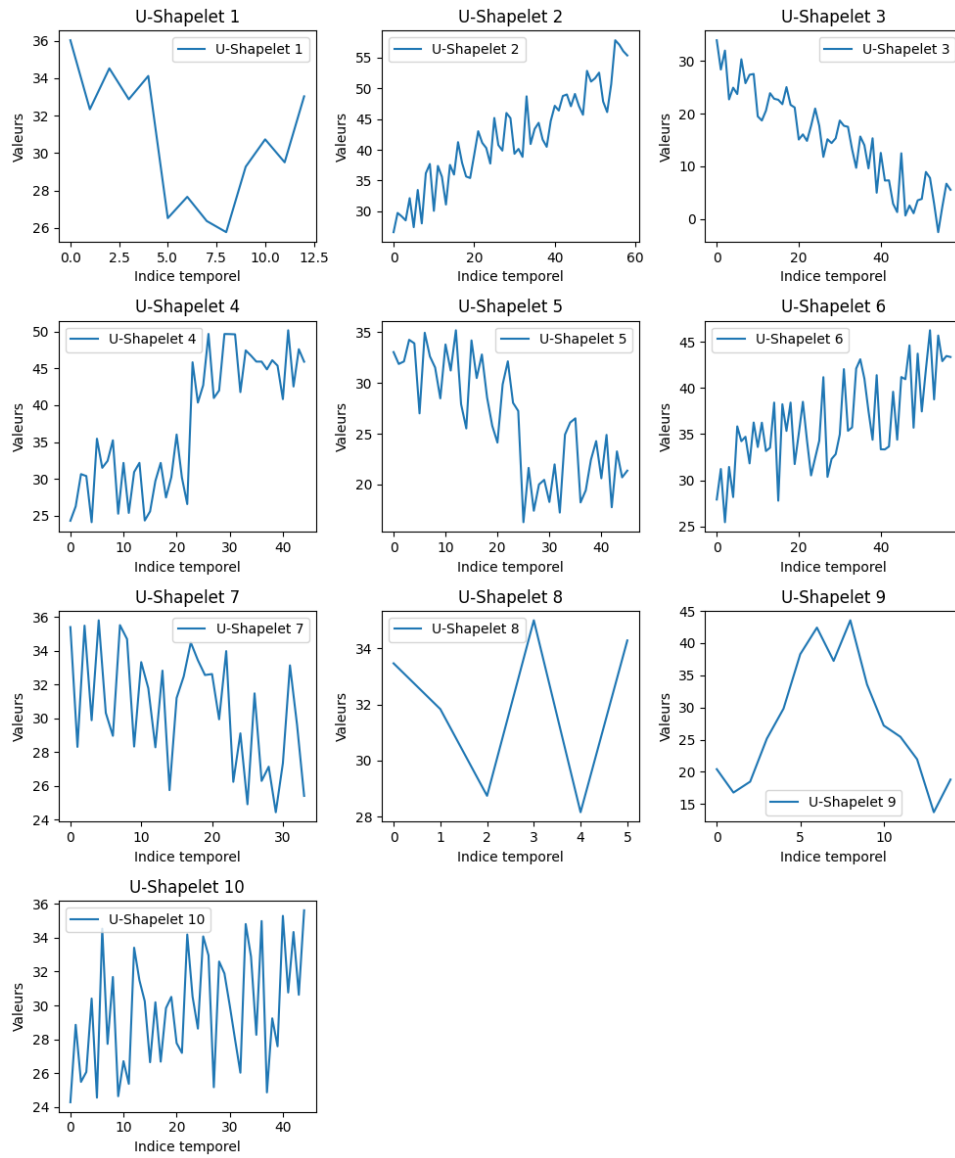 U-Shapelet 1
U-Shapelet 1
36
34
32
30
28
26
Valeurs
0.0 2.5 5.0 7.5 10.0 12.5
Indice temporel
U-Shapelet 2
U-Shapelet 2
55
50
45
40
35
30
Valeurs
0 20 40 60
Indice temporel
U-Shapelet 3
U-Shapelet 3
30
20
10
0
Valeurs
0 20 40
Indice temporel
U-Shapelet 4
U-Shapelet 4
50
45
40
35
30
25
Valeurs
0 10 20 30 40
Indice temporel
U-Shapelet 5
U-Shapelet 5
35
30
25
20
Valeurs
0 10 20 30 40
Indice temporel
U-Shapelet 6
U-Shapelet 6
45
40
35
30
25
Valeurs
0 20 40
Indice temporel
U-Shapelet 7
U-Shapelet 7
36
34
32
30
28
26
24
Valeurs
0 10 20 30
Indice temporel
U-Shapelet 8
U-Shapelet 8
34
32
30
28
Valeurs
0 1 2 3 4 5
Indice temporel
U-Shapelet 9
45
40
35
30
25
20
15
Valeurs
U-Shapelet 9
0 5 10
Indice temporel
U-Shapelet 10
U-Shapelet 10
36
34
32
30
28
26
24
Valeurs
0 10 20 30 40
Indice temporel